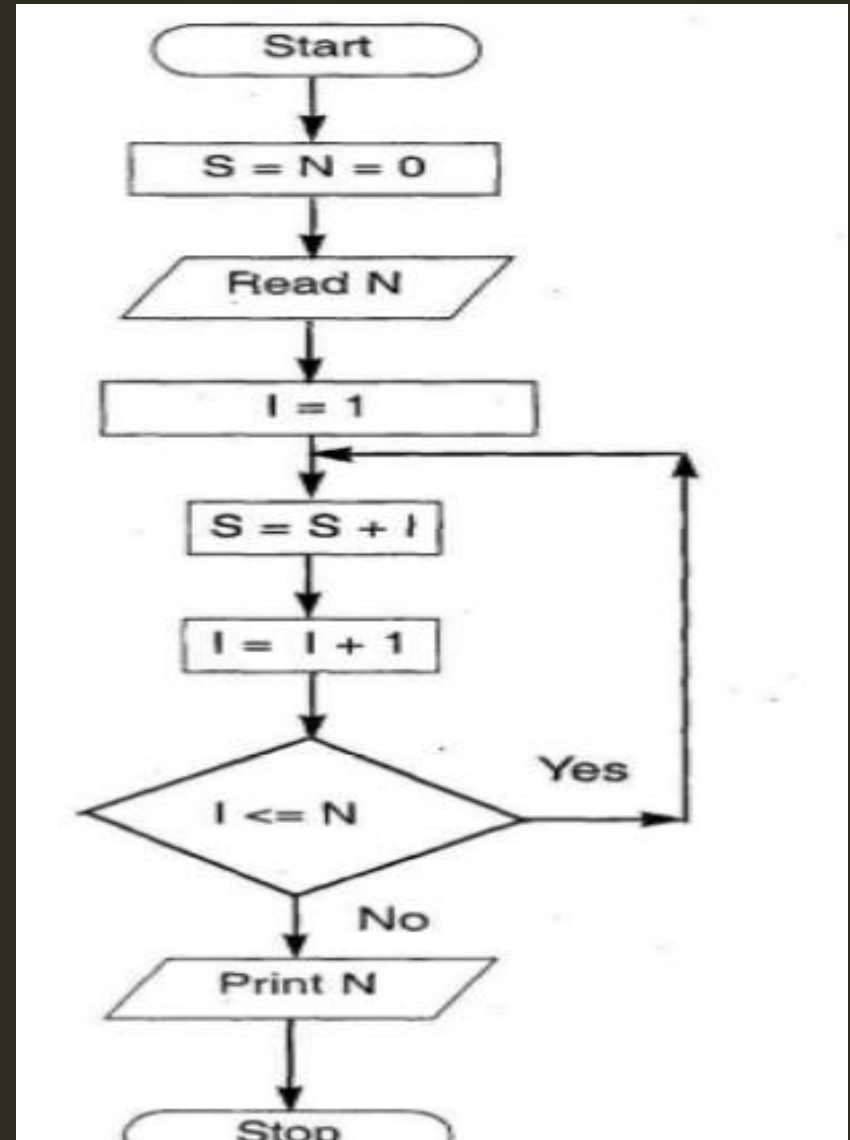 Start
S = N = 0
Read N
I = 1
S = S + I
I = I + 1
I <= N
Yes
No
Print N
Stop